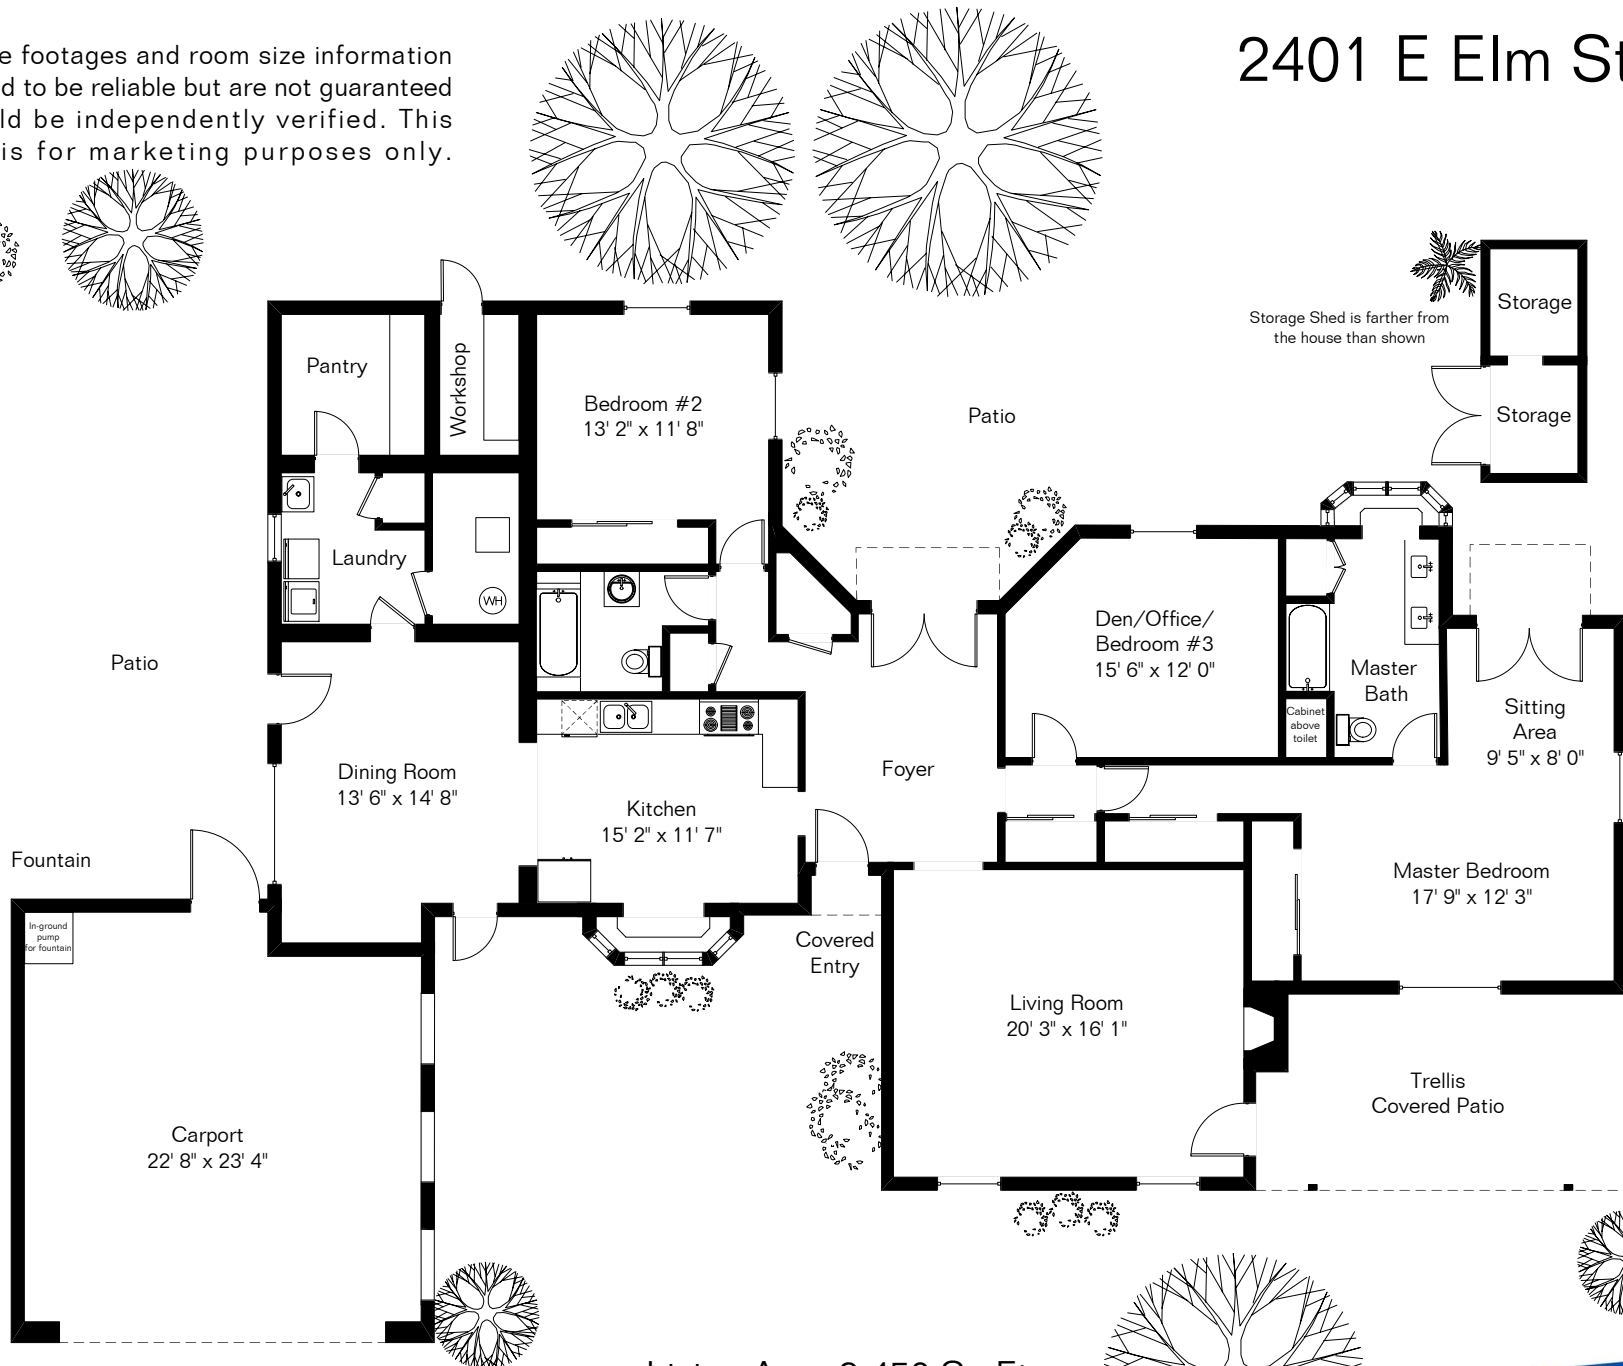 e footages and room size information
d to be reliable but are not guaranteed
ld be independently verified. This
is for marketing purposes only.
2401 E Elm St
Storage
Storage Shed is farther from
the house than shown
Storage
Pantry
Workshop
Bedroom #2
13' 2" x 11' 8"
Patio
Laundry
WH
Den/Office/
Bedroom #3
15' 6" x 12' 0"
Master
Bath
Cabinet
above
toilet
Sitting
Area
9' 5" x 8' 0"
Patio
Dining Room
13' 6" x 14' 8"
Kitchen
15' 2" x 11' 7"
Foyer
Fountain
Master Bedroom
17' 9" x 12' 3"
In-ground
pump
for fountain
Covered
Entry
Living Room
20' 3" x 16' 1"
Trellis
Covered Patio
Carport
22' 8" x 23' 4"